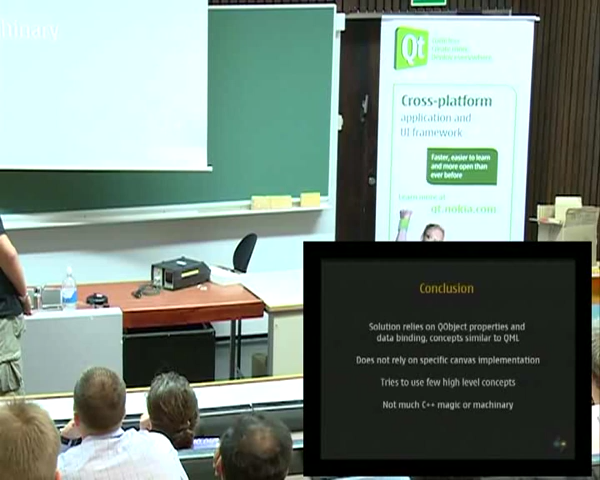 hinary
Qt
Cross-platform
application and
UI framework
Faster, easier to learn
and more open than
ever before
qt.nokia.com
Conclusion
Solution relies on QObject properties and
data binding, concepts similar to QML
Does not rely on specific canvas implementation
Tries to use few high level concepts
Not much C++ magic or machinary